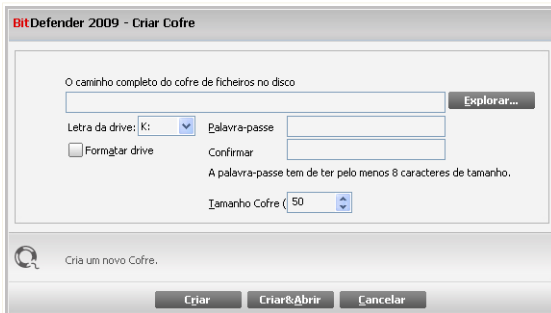 BitDefender 2009 - Criar Cofre
O caminho completo do cofre de ficheiros no disco
Explorar...
Letra da drive: K: Palavra-passe
Formatar drive Confirmar
A palavra-passe tem de ter pelo menos 8 caracteres de tamanho.
Tamanho Cofre ( 50
Cria um novo Cofre.
Criar Criar&Abrir Cancelar